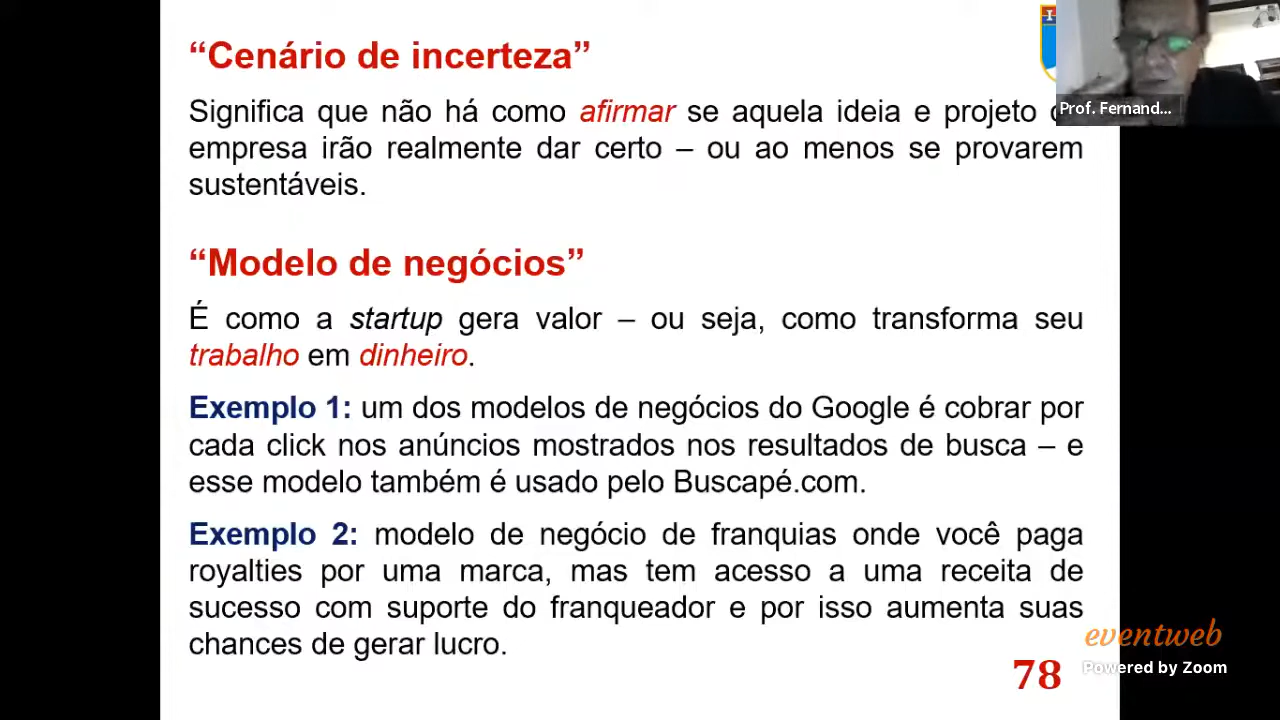 “Cenário de incerteza”
Significa que não há como afirmar se aquela ideia e projeto
empresa irão realmente dar certo – ou ao menos se provarem
sustentáveis.
“Modelo de negócios”
É como a startup gera valor – ou seja, como transforma seu
trabalho em dinheiro.
Exemplo 1: um dos modelos de negócios do Google é cobrar por
cada click nos anúncios mostrados nos resultados de busca – e
esse modelo também é usado pelo Buscapé.com.
Exemplo 2: modelo de negócio de franquias onde você paga
royalties por uma marca, mas tem acesso a uma receita de
sucesso com suporte do franqueador e por isso aumenta suas
chances de gerar lucro.
78
Prof. Fernand...
eventweb
Powered by Zoom